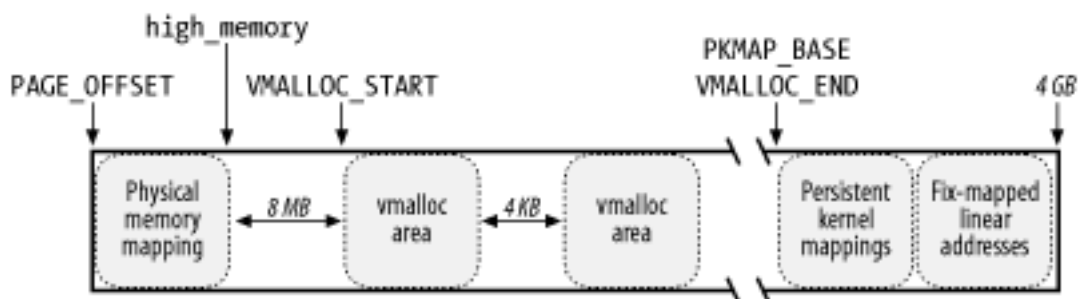 high_memory
PKMAP_BASE
PAGE_OFFSET
VMALLOC_START
VMALLOC_END
4 GB
Physical
memory
mapping
8 MB
vmalloc
area
4 KB
vmalloc
area
Persistent
kernel
mappings
Fix-mapped
linear
addresses